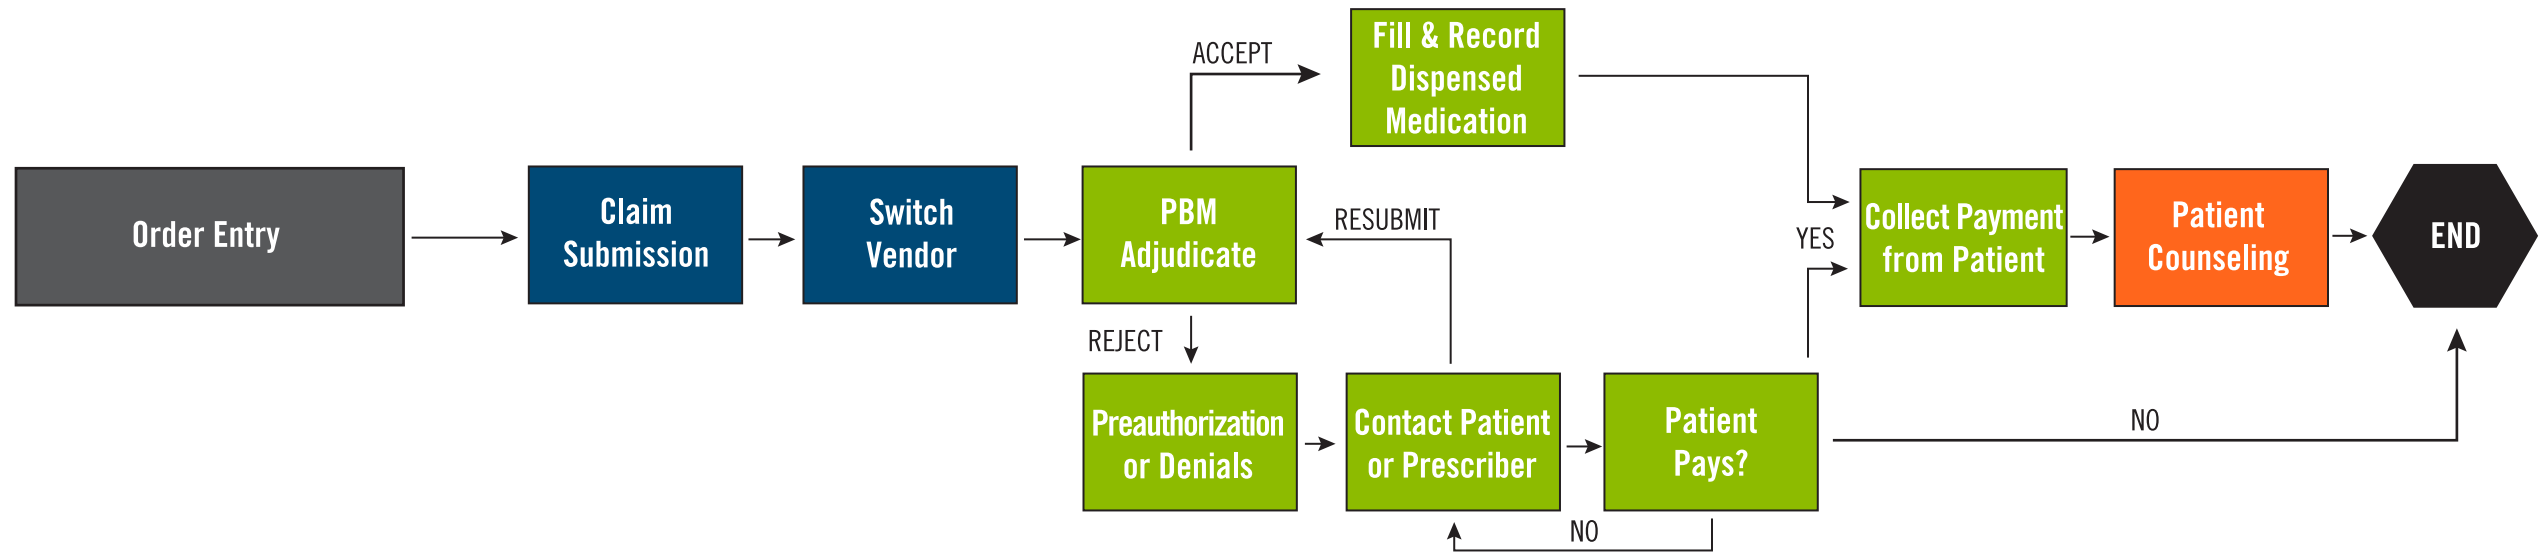 Order Entry
Claim
Submission
Switch
Vendor
PBM
Adjudicate
ACCEPT
Fill & Record
Dispensed
Medication
REJECT
RESUBMIT
Preauthorization
or Denials
Contact Patient
or Prescriber
Patient
Pays?
NO
YES
NO
Collect Payment
from Patient
Patient
Counseling
END